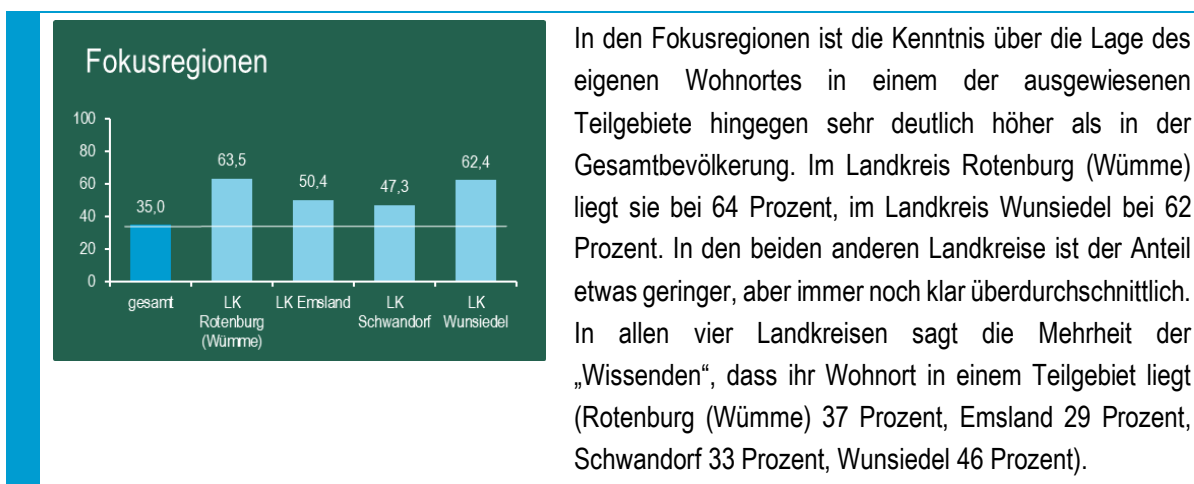 Fokusregionen
100
80
60
40
20
0
35,0
63,5
50,4
47,3
62,4
gesamt
LK
Rotenburg
(Wümme)
LK Emsland
LK
Schwandorf
LK
Wunsiedel
In den Fokusregionen ist die Kenntnis über die Lage des
eigenen Wohnortes in einem der ausgewiesenen
Teilgebiete hingegen sehr deutlich höher als in der
Gesamtbevölkerung. Im Landkreis Rotenburg (Wümme)
liegt sie bei 64 Prozent, im Landkreis Wunsiedel bei 62
Prozent. In den beiden anderen Landkreise ist der Anteil
etwas geringer, aber immer noch klar überdurchschnittlich.
In allen vier Landkreisen sagt die Mehrheit der
„Wissenden“, dass ihr Wohnort in einem Teilgebiet liegt
(Rotenburg (Wümme) 37 Prozent, Emsland 29 Prozent,
Schwandorf 33 Prozent, Wunsiedel 46 Prozent).